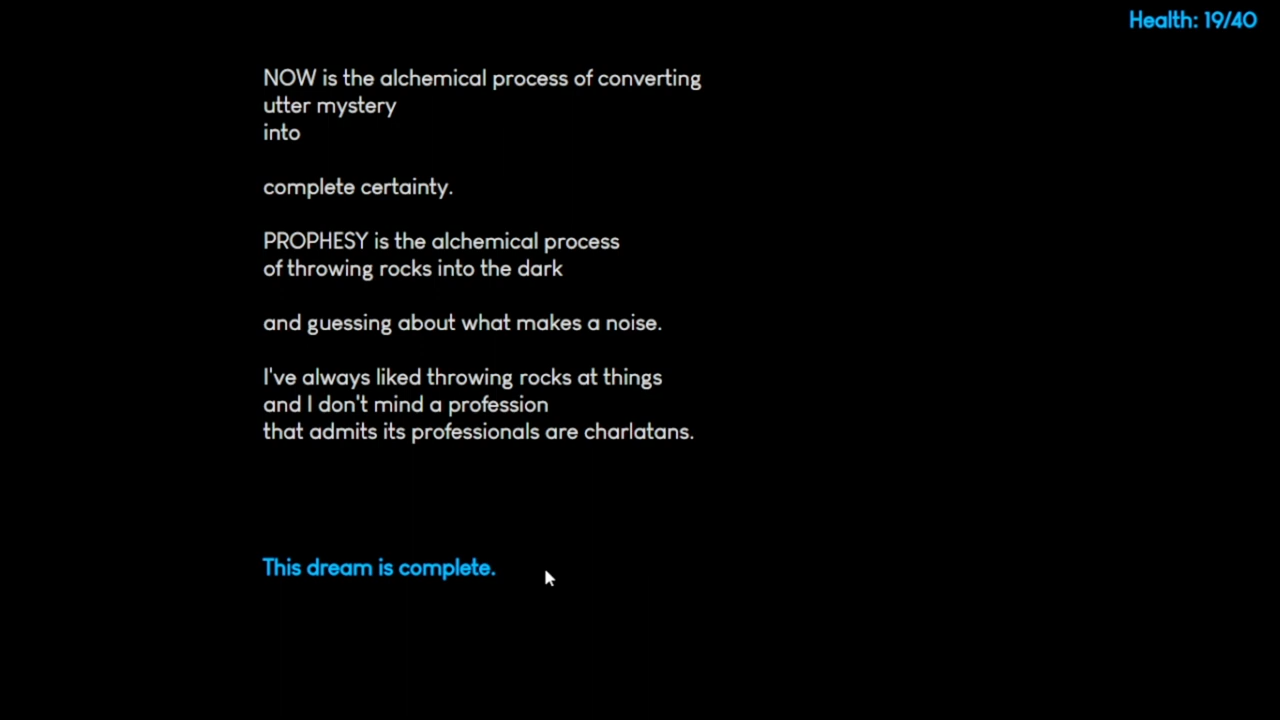 Health: 19/40
NOW is the alchemical process of converting
utter mystery
into
complete certainty.
PROPHESY is the alchemical process
of throwing rocks into the dark
and guessing about what makes a noise.
I've always liked throwing rocks at things
and I don't mind a profession
that admits its professionals are charlatans.
This dream is complete.